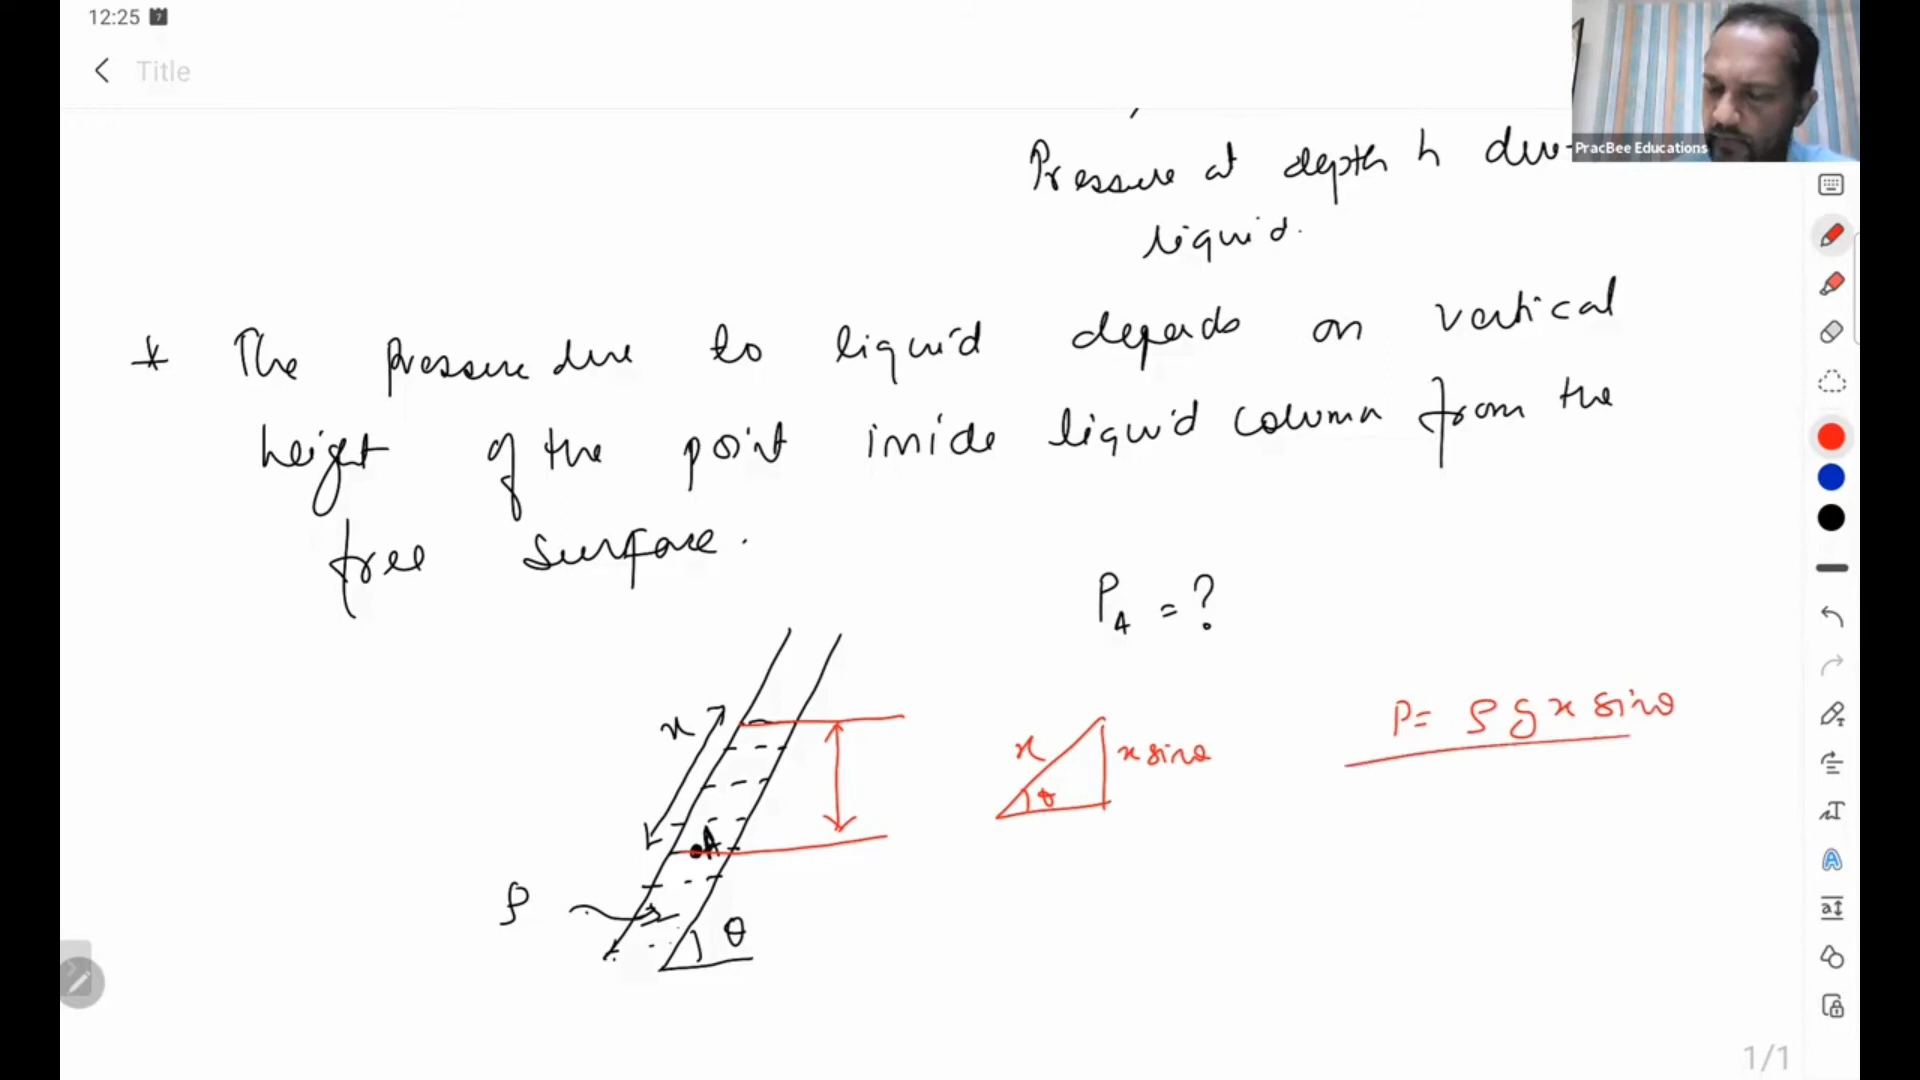 12:25
Title
PracBee Educations
Pressure at depth h due
liquid.
* The pressure due to liquid depends on vertical
height of the point inside liquid column from the
free surface.
P_A = ?
x
x
x sinθ
P = ρ g x sinθ
θ
A
ρ
θ
1/1